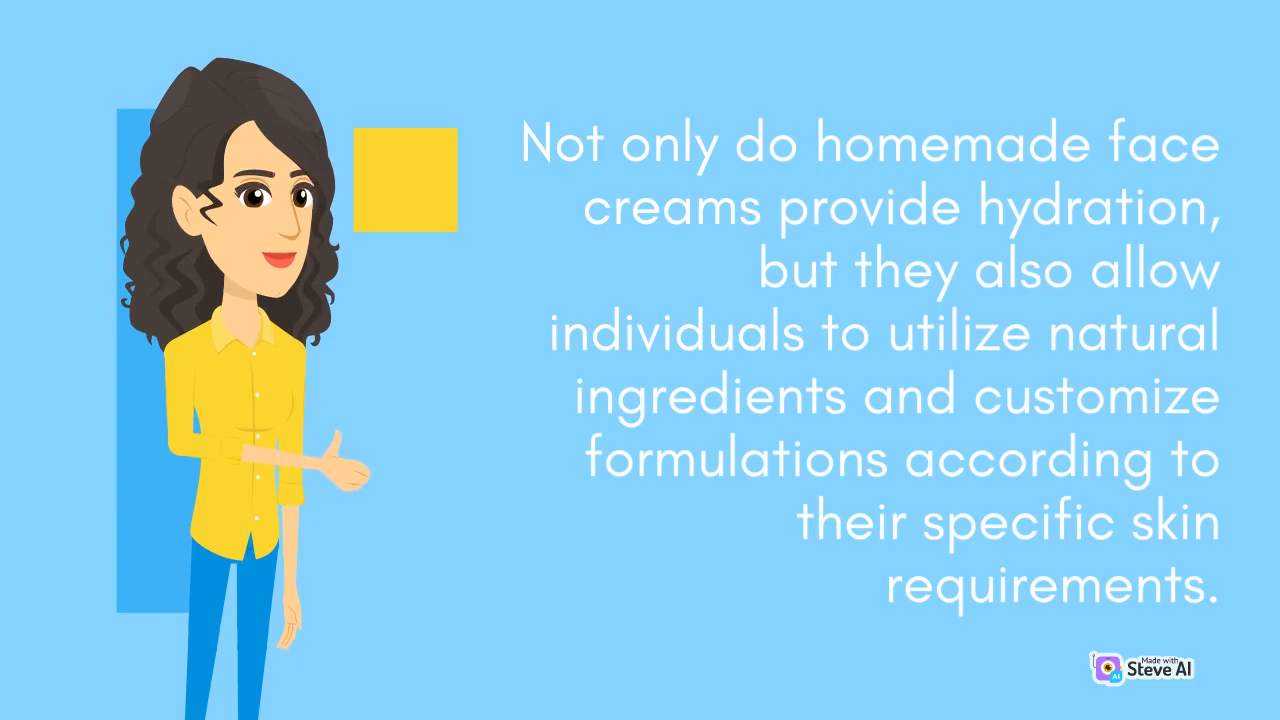 Not only do homemade face
creams provide hydration,
but they also allow
individuals to utilize natural
ingredients and customize
formulations according to
their specific skin
requirements.
Made with
Steve AI
AI